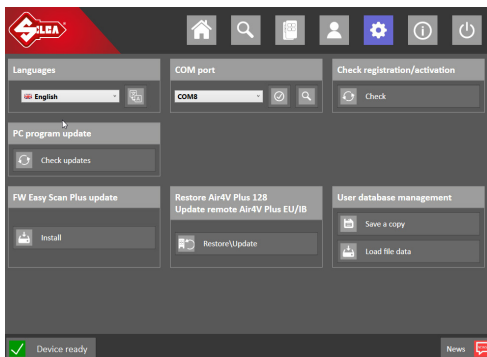 SILCA
Languages
English
COM port
COM8
Check registration/activation
Check
PC program update
Check updates
FW Easy Scan Plus update
Install
Restore Air4V Plus 128
Update remote Air4V Plus EU/IB
Restore\Update
User database management
Save a copy
Load file data
Device ready
News